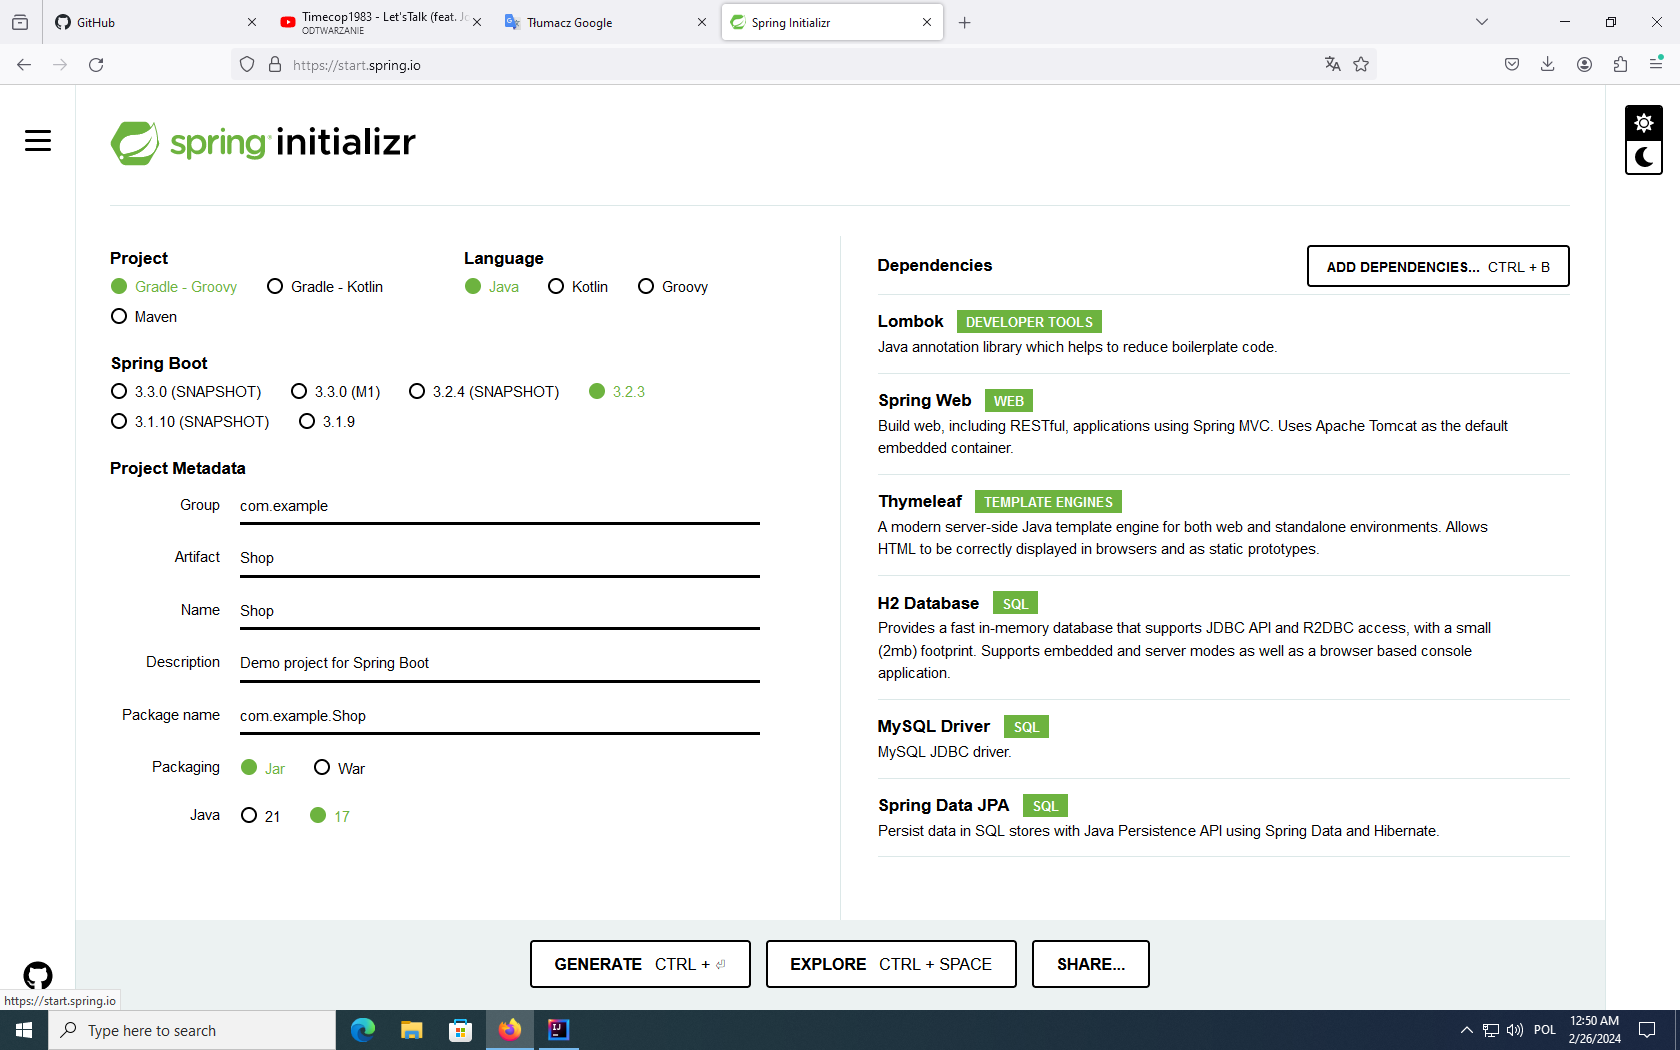 GitHub
Timecop1983 - Let'sTalk (feat. Jo
ODTWARZANIE
Tłumacz Google
Spring Initializr
https://start.spring.io
spring initializr
Project
Gradle - Groovy
Gradle - Kotlin
Maven
Language
Java
Kotlin
Groovy
Spring Boot
3.3.0 (SNAPSHOT)
3.3.0 (M1)
3.2.4 (SNAPSHOT)
3.2.3
3.1.10 (SNAPSHOT)
3.1.9
Project Metadata
Group
com.example
Artifact
Shop
Name
Shop
Description
Demo project for Spring Boot
Package name
com.example.Shop
Packaging
Jar
War
Java
21
17
Dependencies
ADD DEPENDENCIES... CTRL + B
Lombok DEVELOPER TOOLS
Java annotation library which helps to reduce boilerplate code.
Spring Web WEB
Build web, including RESTful, applications using Spring MVC. Uses Apache Tomcat as the default
embedded container.
Thymeleaf TEMPLATE ENGINES
A modern server-side Java template engine for both web and standalone environments. Allows
HTML to be correctly displayed in browsers and as static prototypes.
H2 Database SQL
Provides a fast in-memory database that supports JDBC API and R2DBC access, with a small
(2mb) footprint. Supports embedded and server modes as well as a browser based console
application.
MySQL Driver SQL
MySQL JDBC driver.
Spring Data JPA SQL
Persist data in SQL stores with Java Persistence API using Spring Data and Hibernate.
GENERATE CTRL + ⏎
EXPLORE CTRL + SPACE
SHARE...
https://start.spring.io
Type here to search
IJ
POL
12:50 AM
2/26/2024